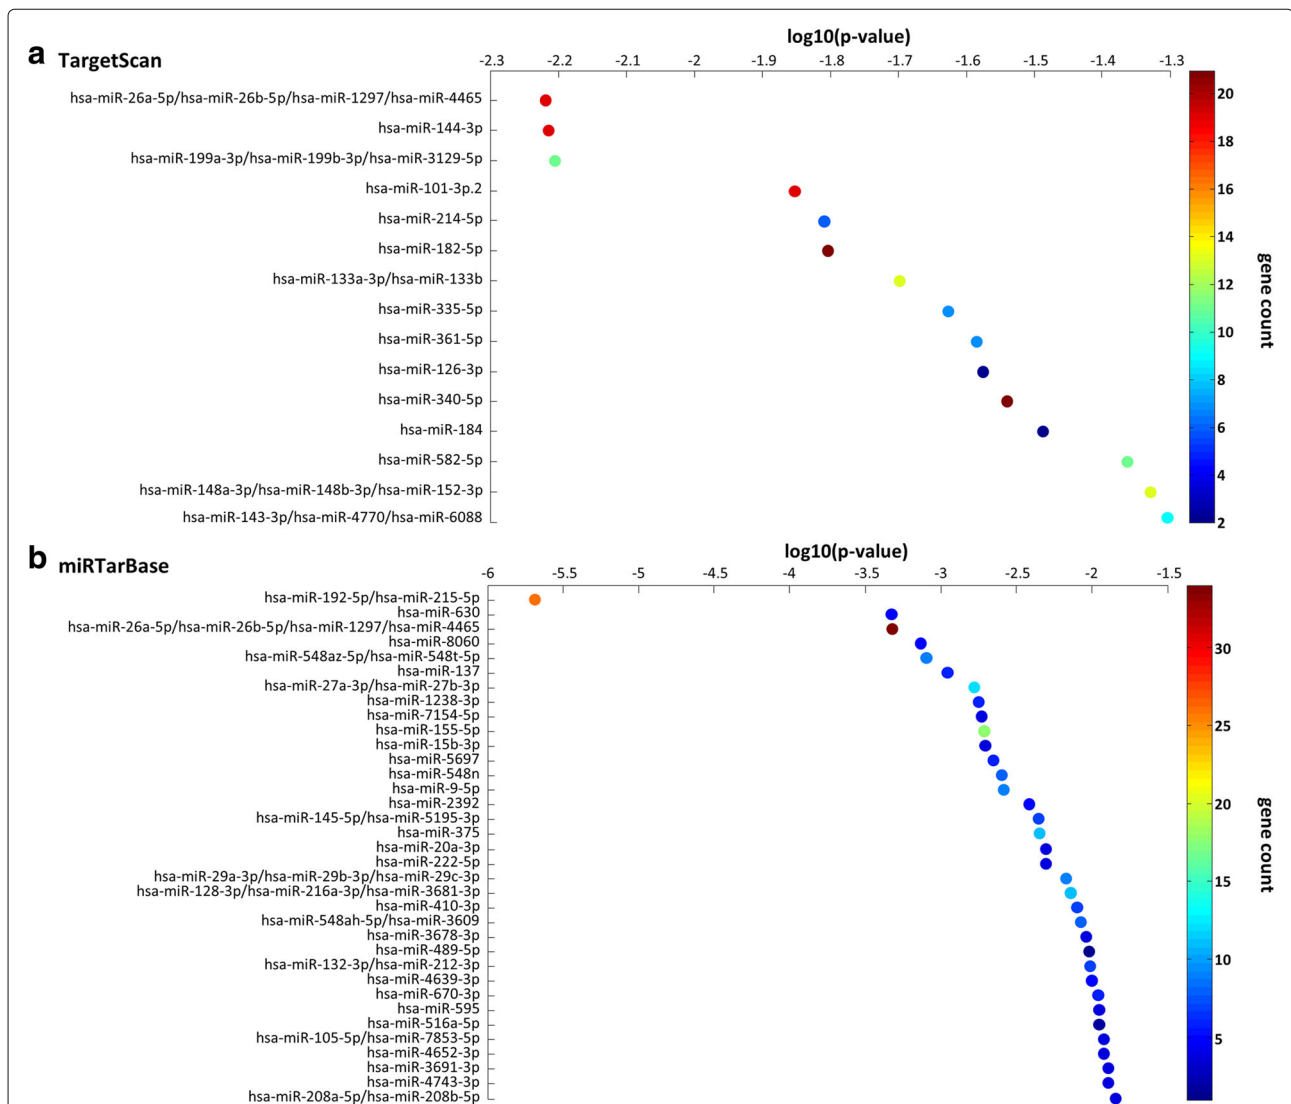 a TargetScan
log10(p-value)
-2.3 -2.2 -2.1 -2 -1.9 -1.8 -1.7 -1.6 -1.5 -1.4 -1.3
hsa-miR-26a-5p/hsa-miR-26b-5p/hsa-miR-1297/hsa-miR-4465
hsa-miR-144-3p
hsa-miR-199a-3p/hsa-miR-199b-3p/hsa-miR-3129-5p
hsa-miR-101-3p.2
hsa-miR-214-5p
hsa-miR-182-5p
hsa-miR-133a-3p/hsa-miR-133b
hsa-miR-335-5p
hsa-miR-361-5p
hsa-miR-126-3p
hsa-miR-340-5p
hsa-miR-184
hsa-miR-582-5p
hsa-miR-148a-3p/hsa-miR-148b-3p/hsa-miR-152-3p
hsa-miR-143-3p/hsa-miR-4770/hsa-miR-6088
20
18
16
14
12
10
8
6
4
2
gene count
b miRTarBase
log10(p-value)
-6 -5.5 -5 -4.5 -4 -3.5 -3 -2.5 -2 -1.5
hsa-miR-192-5p/hsa-miR-215-5p
hsa-miR-630
hsa-miR-26a-5p/hsa-miR-26b-5p/hsa-miR-1297/hsa-miR-4465
hsa-miR-8060
hsa-miR-548az-5p/hsa-miR-548t-5p
hsa-miR-137
hsa-miR-27a-3p/hsa-miR-27b-3p
hsa-miR-1238-3p
hsa-miR-7154-5p
hsa-miR-155-5p
hsa-miR-15b-3p
hsa-miR-5697
hsa-miR-548n
hsa-miR-9-5p
hsa-miR-2392
hsa-miR-145-5p/hsa-miR-5195-3p
hsa-miR-375
hsa-miR-20a-3p
hsa-miR-222-5p
hsa-miR-29a-3p/hsa-miR-29b-3p/hsa-miR-29c-3p
hsa-miR-128-3p/hsa-miR-216a-3p/hsa-miR-3681-3p
hsa-miR-410-3p
hsa-miR-548ah-5p/hsa-miR-3609
hsa-miR-3678-3p
hsa-miR-489-5p
hsa-miR-132-3p/hsa-miR-212-3p
hsa-miR-4639-3p
hsa-miR-670-3p
hsa-miR-595
hsa-miR-516a-5p
hsa-miR-105-5p/hsa-miR-7853-5p
hsa-miR-4652-3p
hsa-miR-3691-3p
hsa-miR-4743-3p
hsa-miR-208a-5p/hsa-miR-208b-5p
30
25
20
15
10
5
gene count